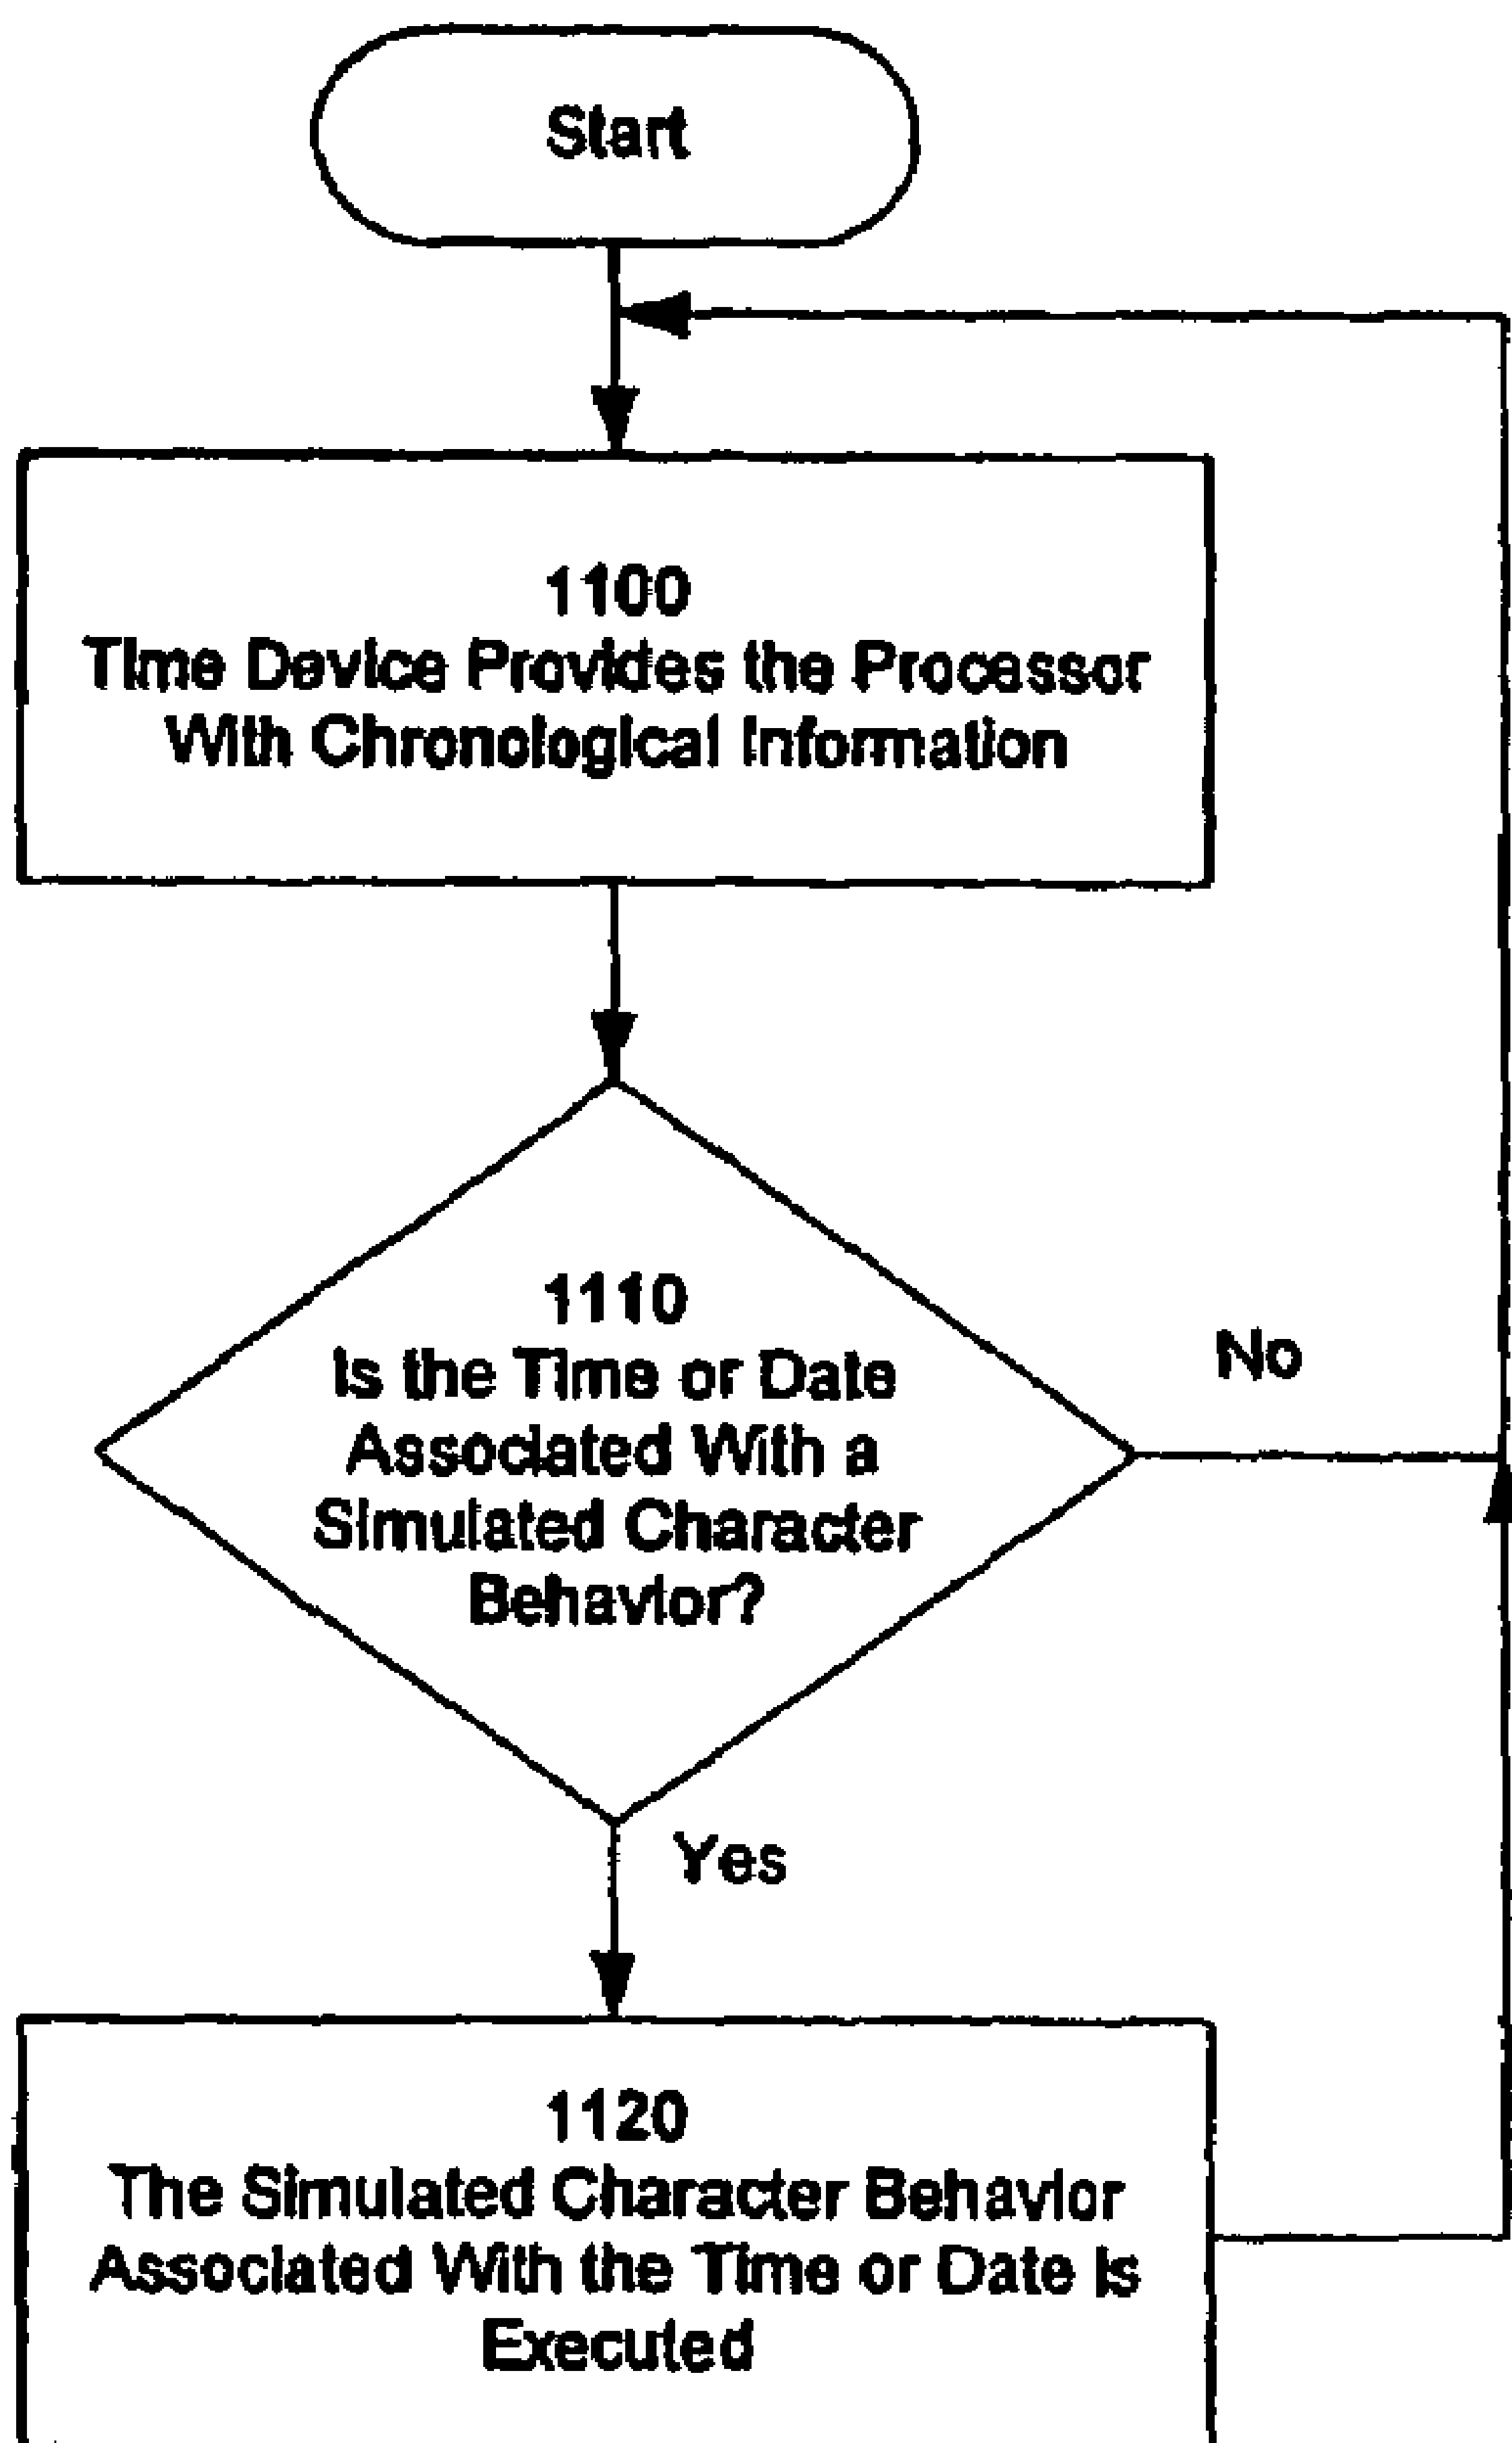 Start
1100
Time Device Provides the Processor
With Chronological Information
1110
Is the Time or Date
Associated With a
Simulated Character
Behavior?
No
Yes
1120
The Simulated Character Behavior
Associated With the Time or Date Is
Executed